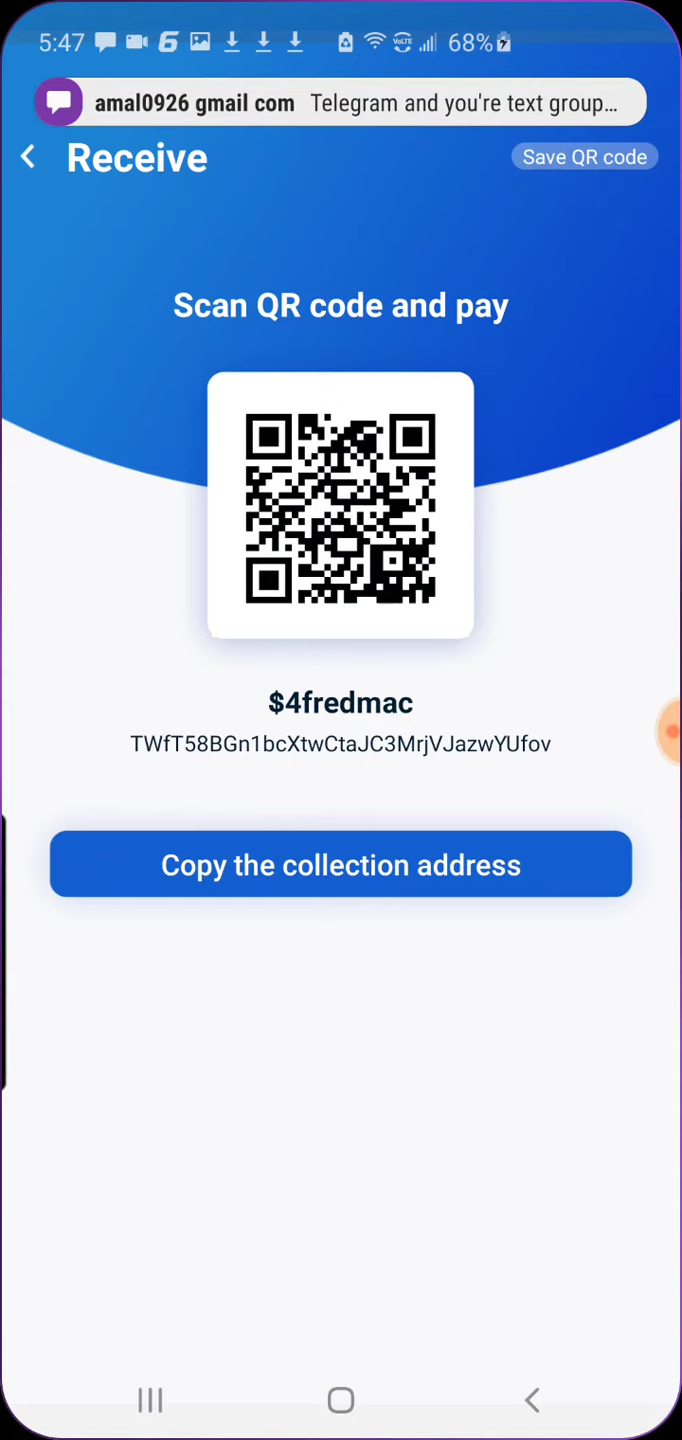 5:47 68%
amal0926 gmail com Telegram and you're text group...
Receive
Save QR code
Scan QR code and pay
$4fredmac
TWfT58BGn1bcXtwCtaJC3MrjVJazwYUfov
Copy the collection address